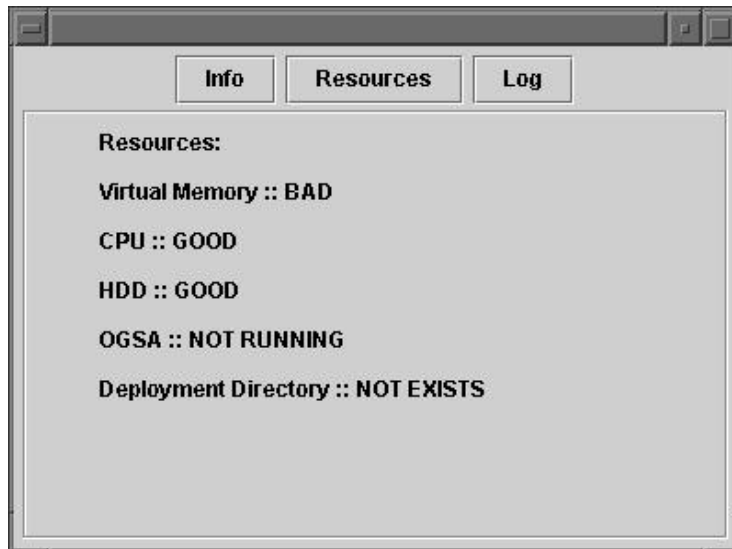 Info Resources Log
Resources:
Virtual Memory :: BAD
CPU :: GOOD
HDD :: GOOD
OGSA :: NOT RUNNING
Deployment Directory :: NOT EXISTS